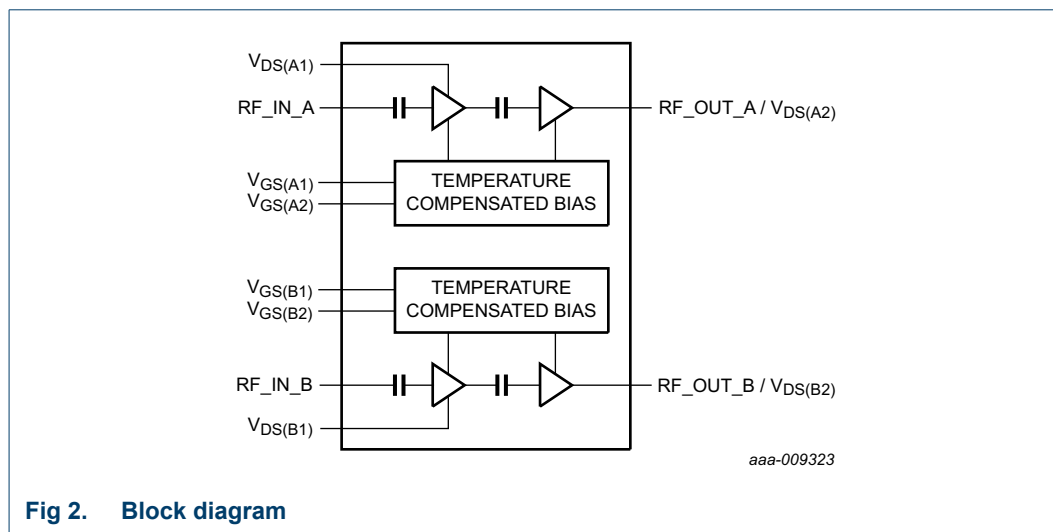 VDS(A1)
RF_IN_A
RF_OUT_A / VDS(A2)
VGS(A1)
VGS(A2)
TEMPERATURE
COMPENSATED BIAS
VGS(B1)
VGS(B2)
TEMPERATURE
COMPENSATED BIAS
RF_IN_B
RF_OUT_B / VDS(B2)
VDS(B1)
aaa-009323
Fig 2. Block diagram